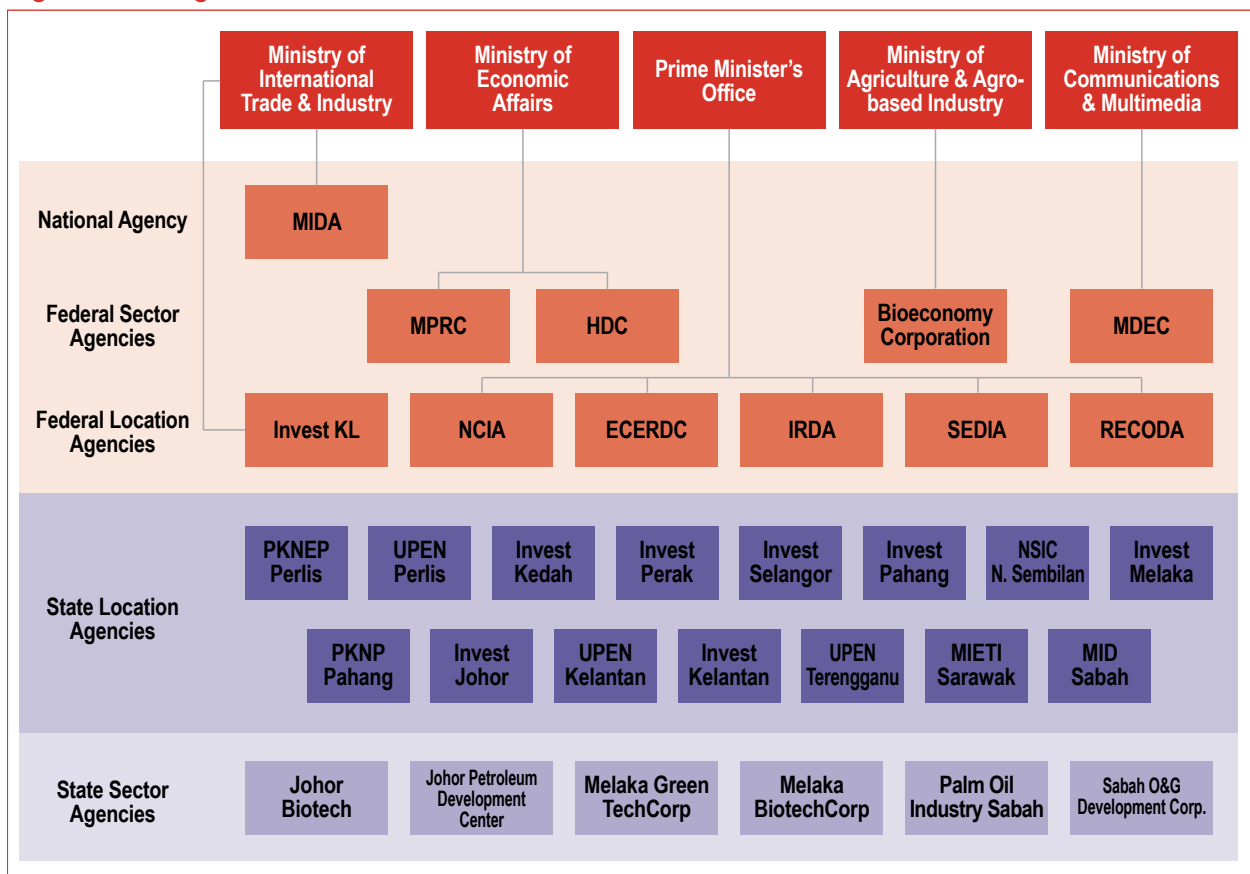 Ministry of
International
Trade & Industry
Ministry of
Economic
Affairs
Prime Minister's
Office
Ministry of
Agriculture & Agro-
based Industry
Ministry of
Communications
& Multimedia
National Agency
MIDA
Federal Sector
Agencies
MPRC
HDC
Bioeconomy
Corporation
MDEC
Federal Location
Agencies
Invest KL
NCIA
ECERDC
IRDA
SEDIA
RECODA
State Location
Agencies
PKNEP
Perlis
UPEN
Perlis
Invest
Kedah
Invest
Perak
Invest
Selangor
Invest
Pahang
NSIC
N. Sembilan
Invest
Melaka
PKNP
Pahang
Invest
Johor
UPEN
Kelantan
Invest
Kelantan
UPEN
Terengganu
MIETI
Sarawak
MID
Sabah
State Sector
Agencies
Johor
Biotech
Johor Petroleum
Development
Center
Melaka Green
TechCorp
Melaka
BiotechCorp
Palm Oil
Industry Sabah
Sabah O&G
Development Corp.